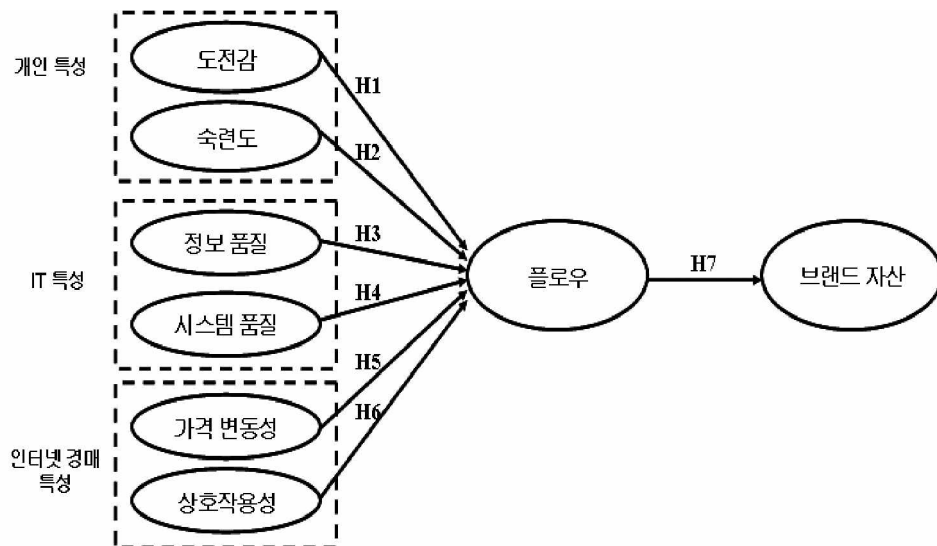 개인 특성
도전감
숙련도
H1
H2
IT 특성
정보 품질
시스템 품질
H3
H4
인터넷 경매
특성
가격 변동성
상호작용성
H5
H6
플로우
H7
브랜드 자산